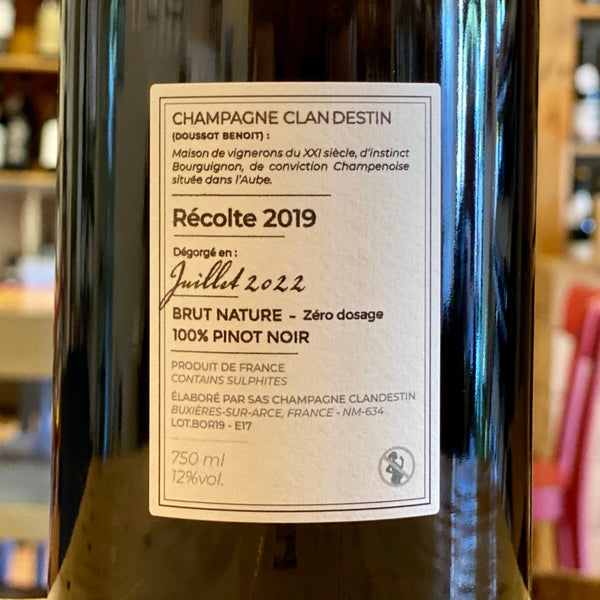 CHAMPAGNE CLANDESTIN
(DOUSSOT BENOIT) :
Maison de vignerons du XXI siècle, d'instinct
Bourguignon, de conviction Champenoise
située dans l'Aube.
Récolte 2019
Dégorgé en :
Juillet 2022
BRUT NATURE - Zéro dosage
100% PINOT NOIR
PRODUIT DE FRANCE
CONTAINS SULPHITES
ÉLABORÉ PAR SAS CHAMPAGNE CLANDESTIN
BUXIÈRES-SUR-ARCE, FRANCE - NM-634
LOT.BOR19 - E17
750 ml
12%vol.